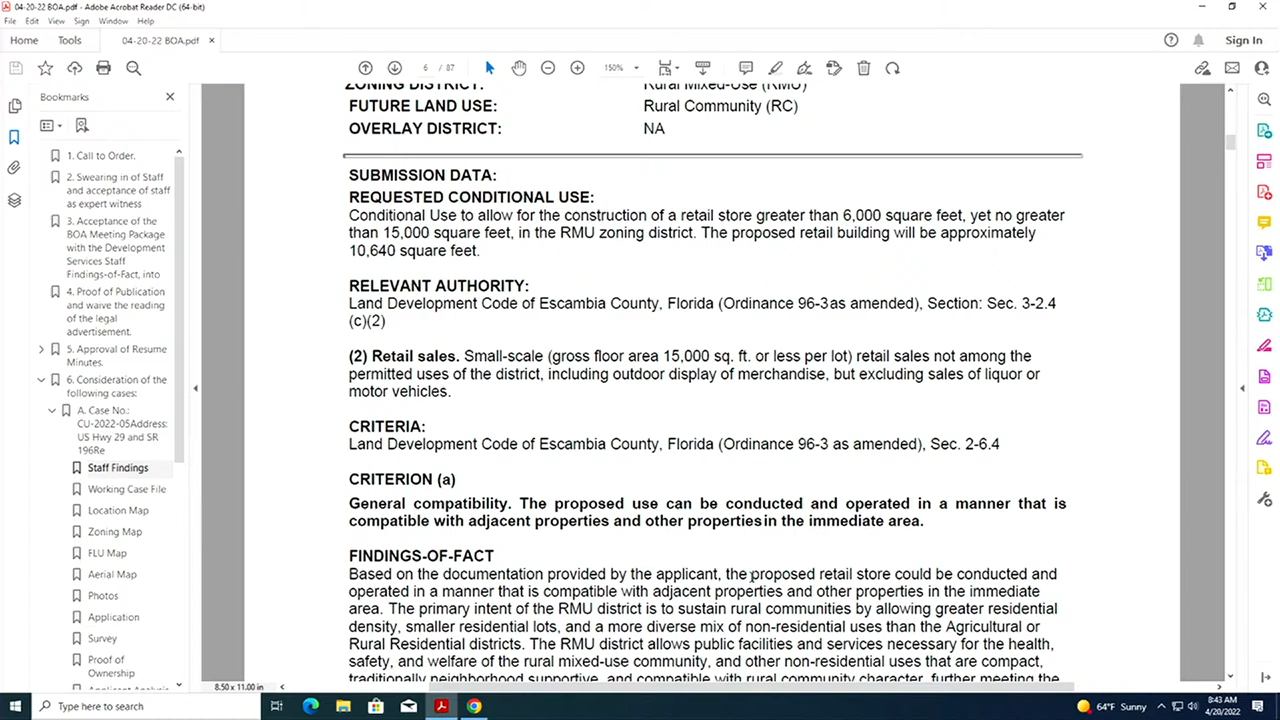 04-20-22 BOA.pdf - Adobe Acrobat Reader DC (64-bit)
File Edit View Sign Window Help
Home Tools 04-20-22 BOA.pdf × Sign In
6 / 87 150%
Bookmarks
1. Call to Order.
2. Swearing in of Staff
and acceptance of staff
as expert witness
3. Acceptance of the
BOA Meeting Package
with the Development
Services Staff
Findings-of-Fact, into
4. Proof of Publication
and waive the reading
of the legal
advertisement.
5. Approval of Resume
Minutes.
6. Consideration of the
following cases:
A. Case No.:
CU-2022-05Address:
US Hwy 29 and SR
196Re
Staff Findings
Working Case File
Location Map
Zoning Map
FLU Map
Aerial Map
Photos
Application
Survey
Proof of
Ownership
Applicant Analysis
ZONING DISTRICT: Rural Mixed-Use (RMU)
FUTURE LAND USE: Rural Community (RC)
OVERLAY DISTRICT: NA
SUBMISSION DATA:
REQUESTED CONDITIONAL USE:
Conditional Use to allow for the construction of a retail store greater than 6,000 square feet, yet no greater
than 15,000 square feet, in the RMU zoning district. The proposed retail building will be approximately
10,640 square feet.
RELEVANT AUTHORITY:
Land Development Code of Escambia County, Florida (Ordinance 96-3as amended), Section: Sec. 3-2.4
(c)(2)
(2) Retail sales. Small-scale (gross floor area 15,000 sq. ft. or less per lot) retail sales not among the
permitted uses of the district, including outdoor display of merchandise, but excluding sales of liquor or
motor vehicles.
CRITERIA:
Land Development Code of Escambia County, Florida (Ordinance 96-3 as amended), Sec. 2-6.4
CRITERION (a)
General compatibility. The proposed use can be conducted and operated in a manner that is
compatible with adjacent properties and other properties in the immediate area.
FINDINGS-OF-FACT
Based on the documentation provided by the applicant, the proposed retail store could be conducted and
operated in a manner that is compatible with adjacent properties and other properties in the immediate
area. The primary intent of the RMU district is to sustain rural communities by allowing greater residential
density, smaller residential lots, and a more diverse mix of non-residential uses than the Agricultural or
Rural Residential districts. The RMU district allows public facilities and services necessary for the health,
safety, and welfare of the rural mixed-use community, and other non-residential uses that are compact,
traditionally neighborhood supportive, and compatible with rural community character, further meeting the
8.50 x 11.00 in
Type here to search
64°F Sunny
8:43 AM
4/20/2022